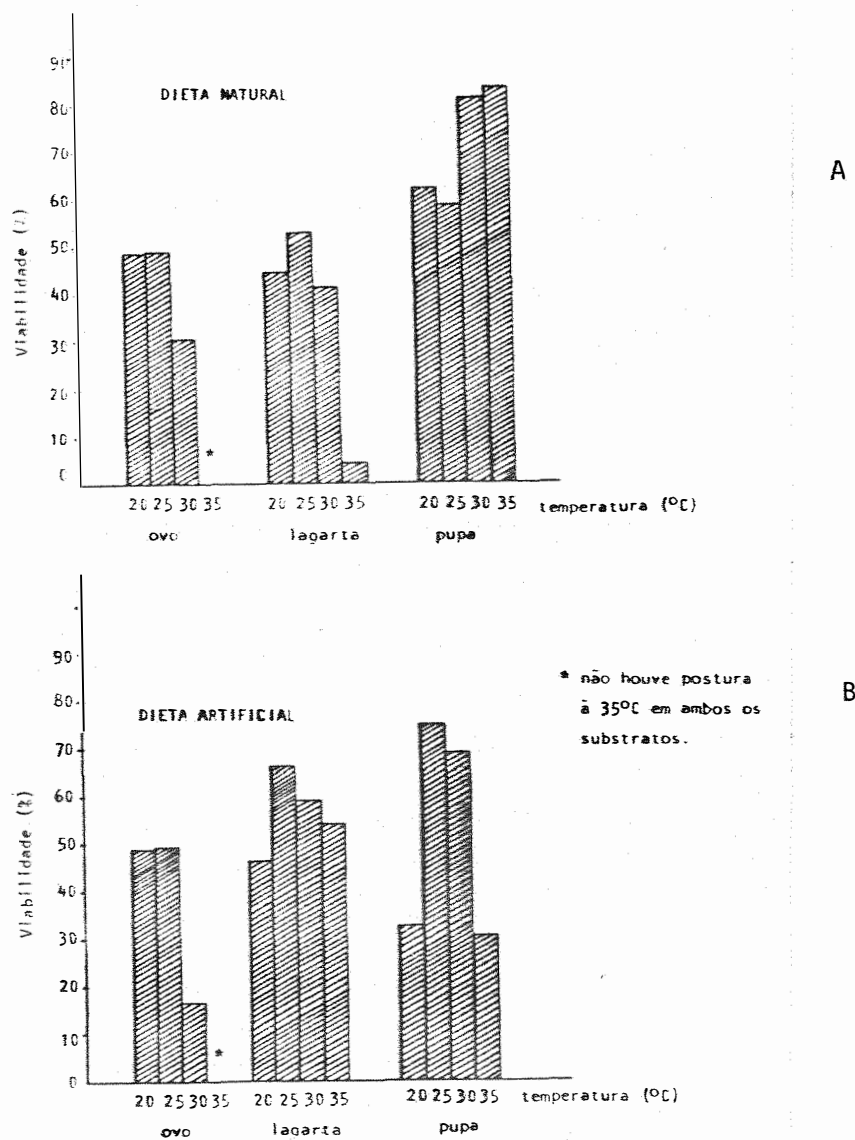 90
DIETA NATURAL
80
70
A
60
Viabilidade (%)
50
40
30
20
10
*
0
20 25 30 35 20 25 30 35 20 25 30 35 temperatura (ºC)
ovo lagarta pupa
90
* não houve postura
à 35ºC em ambos os
substratos.
B
80
DIETA ARTIFICIAL
70
60
Viabilidade (%)
50
40
30
20
10
*
0
20 25 30 35 20 25 30 35 20 25 30 35 temperatura (ºC)
ovo lagarta pupa